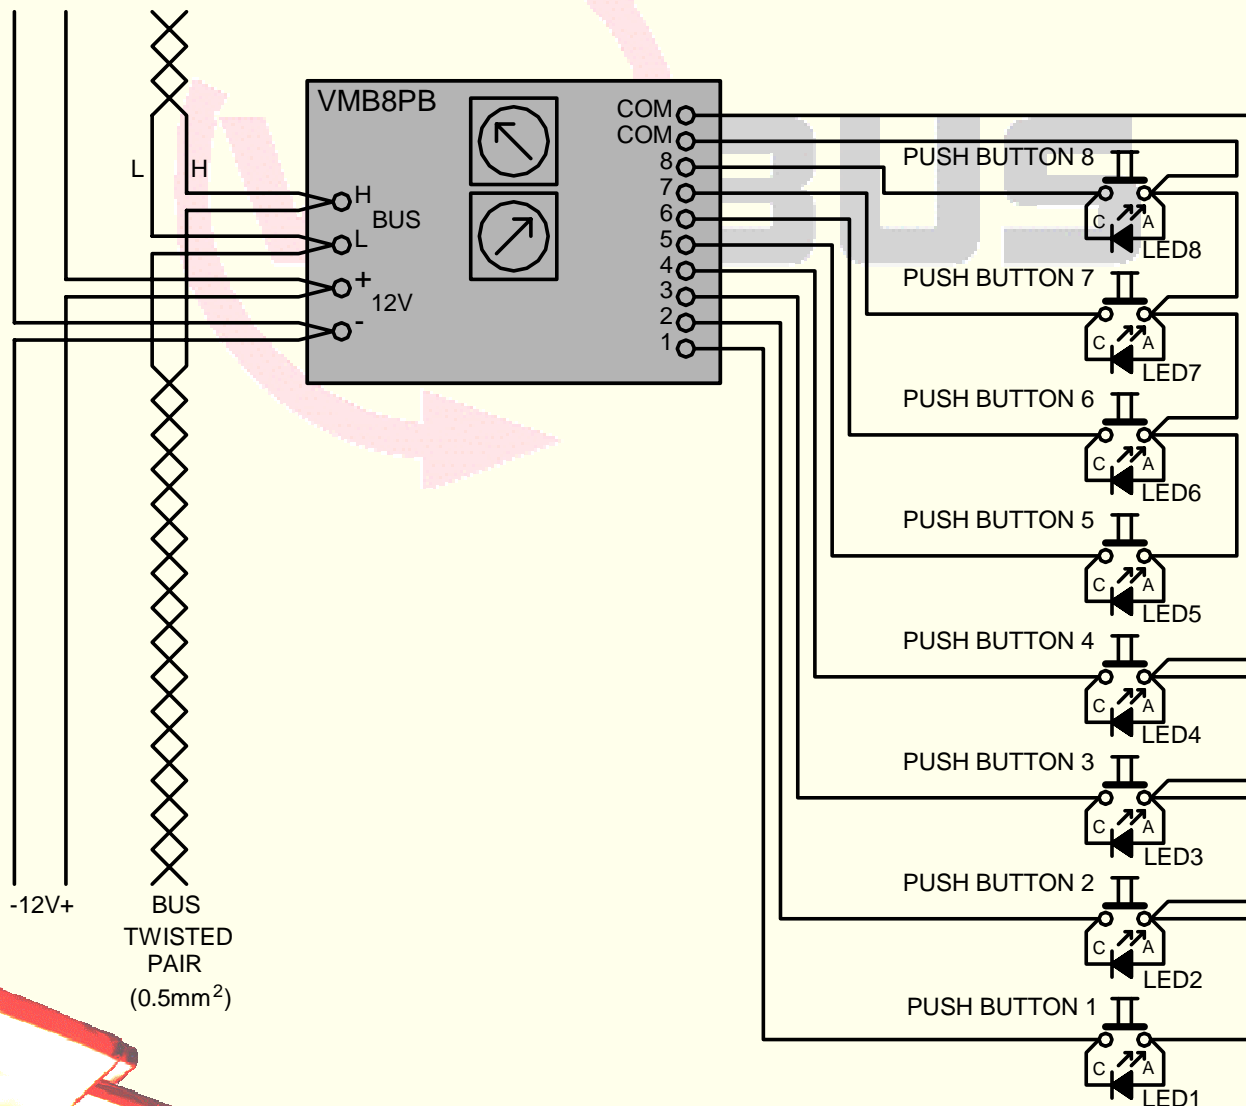 VMB8PB
COM
COM
8
7
6
5
4
3
2
1
L
H
H
BUS
L
+
12V
-
PUSH BUTTON 8
C
A
LED8
PUSH BUTTON 7
C
A
LED7
PUSH BUTTON 6
C
A
LED6
PUSH BUTTON 5
C
A
LED5
PUSH BUTTON 4
C
A
LED4
PUSH BUTTON 3
C
A
LED3
PUSH BUTTON 2
C
A
LED2
PUSH BUTTON 1
C
A
LED1
-12V+
BUS
TWISTED
PAIR
(0.5mm²)
VBUS